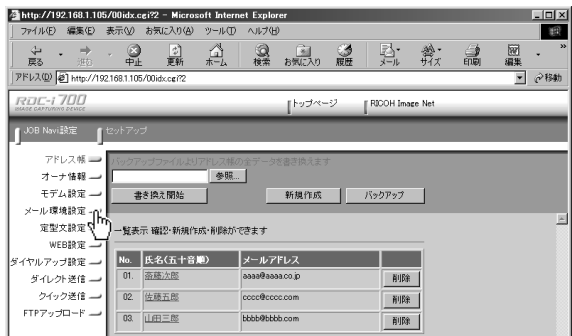 http://192.168.1.105/00idx.cgi?2 - Microsoft Internet Explorer
ファイル(F) 編集(E) 表示(V) お気に入り(A) ツール(T) ヘルプ(H)
戻る 進む 中止 更新 ホーム 検索 お気に入り 履歴 メール サイズ 印刷 編集 »
アドレス(D) http://192.168.1.105/00idx.cgi?2 移動
RDC-i 700
IMAGE CAPTURING DEVICE
トップページ RICOH Image Net
JOB Navi設定 セットアップ
アドレス帳
オーナ情報
モデム設定
メール環境設定
定型文設定
WEB設定
ダイヤルアップ設定
ダイレクト送信
クイック送信
FTPアップロード
バックアップファイルよりアドレス帳の全データを書き換えます
参照...
書き換え開始 新規作成 バックアップ
一覧表示 確認・新規作成・削除ができます
No. 氏名(五十音順) メールアドレス
01. 斎藤次郎 aaaa@aaaa.co.jp 削除
02. 佐藤五郎 cccc@cccc.com 削除
03. 山田三郎 bbbb@bbbb.com 削除